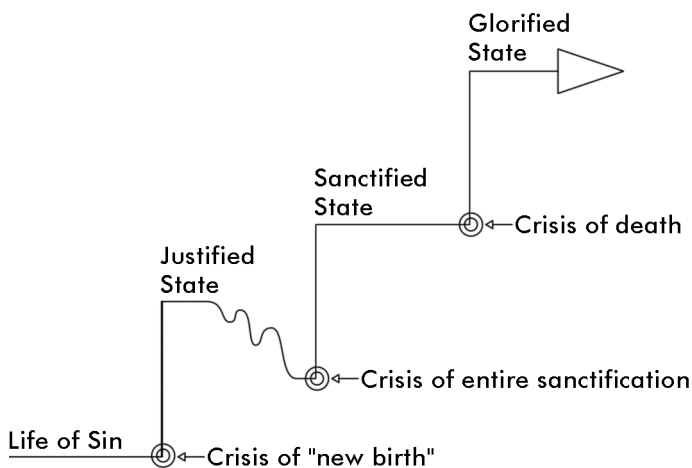 Glorified
State
Sanctified
State
Crisis of death
Justified
State
Crisis of entire sanctification
Life of Sin
Crisis of "new birth"